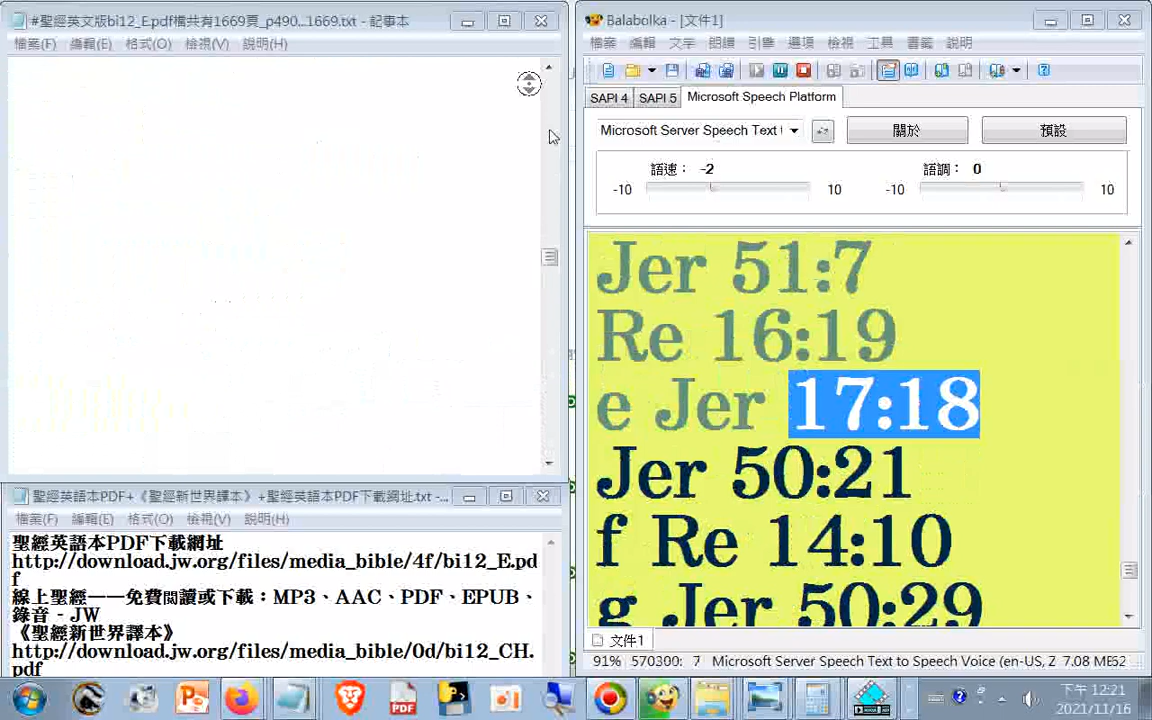 #聖經英文版bi12_E.pdf檔共有1669頁_p490...1669.txt - 記事本
檔案(F) 編輯(E) 格式(O) 檢視(V) 說明(H)
聖經英語本PDF+《聖經新世界譯本》+聖經英語本PDF下載網址.txt -...
檔案(F) 編輯(E) 格式(O) 檢視(V) 說明(H)
聖經英語本PDF下載網址
http://download.jw.org/files/media_bible/4f/bi12_E.pd
f
線上聖經——免費閱讀或下載：MP3、AAC、PDF、EPUB、
錄音 - JW
《聖經新世界譯本》
http://download.jw.org/files/media_bible/0d/bi12_CH.
pdf
Balabolka - [文件1]
檔案 編輯 文字 朗讀 引擎 選項 檢視 工具 書籤 說明
SAPI 4 SAPI 5 Microsoft Speech Platform
Microsoft Server Speech Text 關於 預設
語速： -2 語調： 0
-10 10 -10 10
Jer 51:7
Re 16:19
e Jer 17:18
Jer 50:21
f Re 14:10
g Jer 50:29
文件1
91% 570300: 7 Microsoft Server Speech Text to Speech Voice (en-US, Z 7.08 ME52
PDF
下午 12:21
2021/11/16